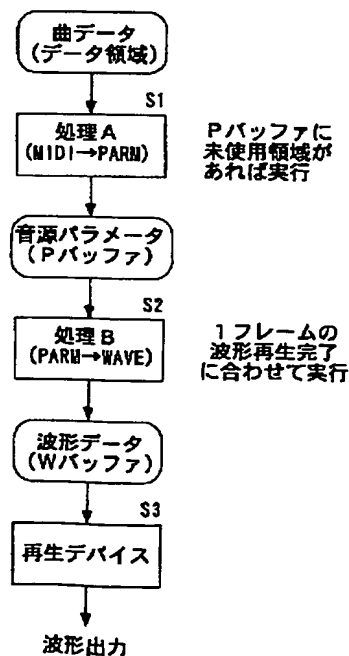 曲データ
(データ領域)
S1
処理A
(MIDI→PARM)
Pバッファに
未使用領域が
あれば実行
音源パラメータ
(Pバッファ)
S2
処理B
(PARM→WAVE)
1フレームの
波形再生完了
に合わせて実行
波形データ
(Wバッファ)
S3
再生デバイス
波形出力